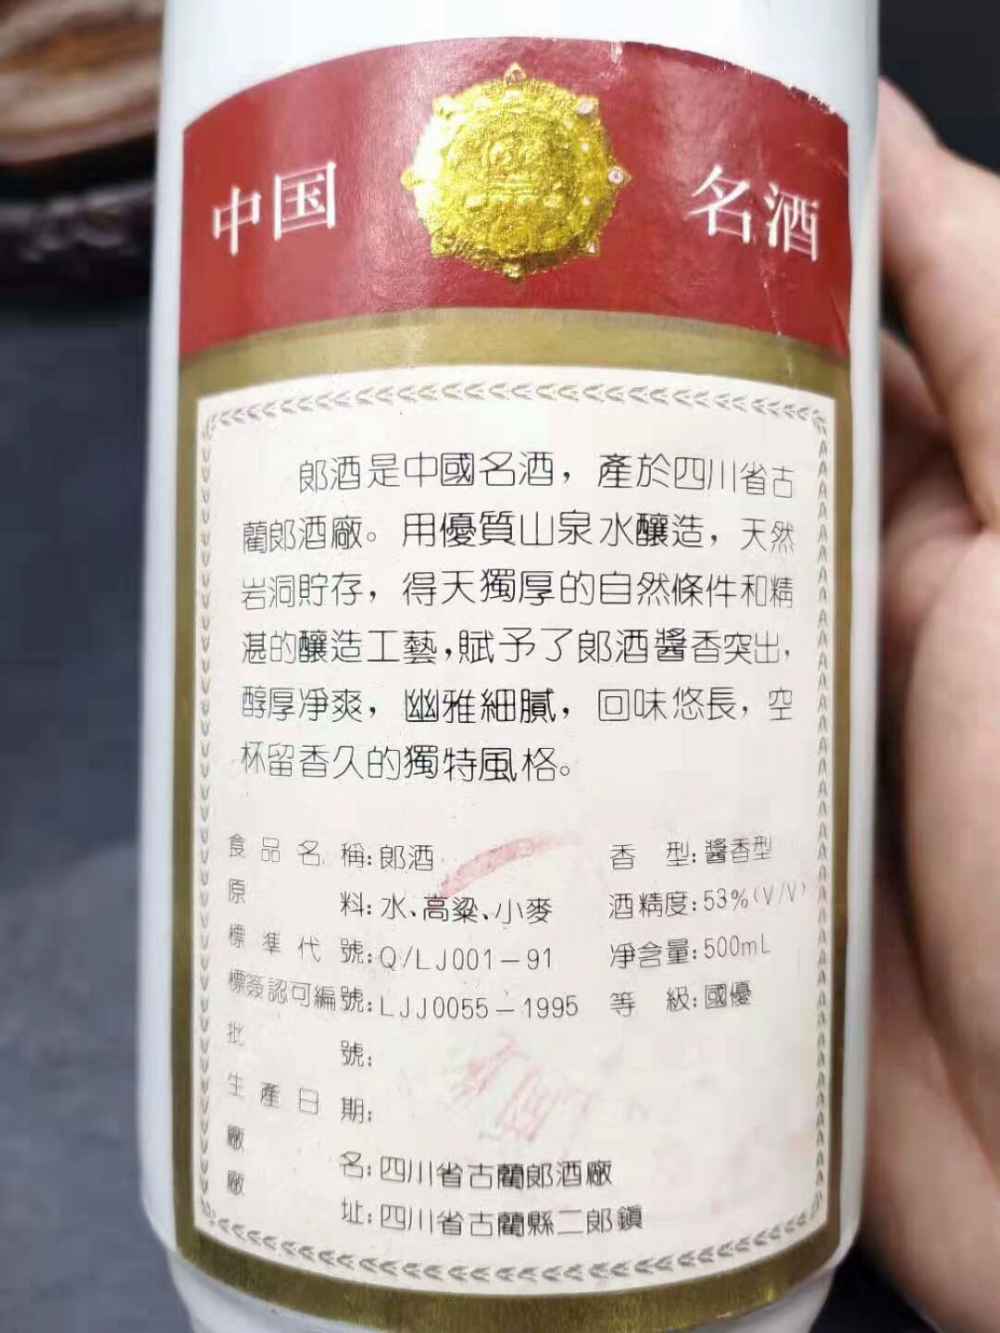 中国 名酒
郎酒是中國名酒，產於四川省古
藺郎酒廠。用優質山泉水釀造，天然
岩洞貯存，得天獨厚的自然條件和精
湛的釀造工藝，賦予了郎酒醬香突出，
醇厚净爽，幽雅細膩，回味悠長，空
杯留香久的獨特風格。
食品名稱：郎酒 香型：醬香型
原料：水、高粱、小麥 酒精度：53%(V/V)
標準代號：Q/LJ001-91 净含量：500mL
標簽認可編號：LJJ0055-1995 等級：國優
批號：
生產日期：
廠名：四川省古藺郎酒廠
廠址：四川省古藺縣二郎鎮